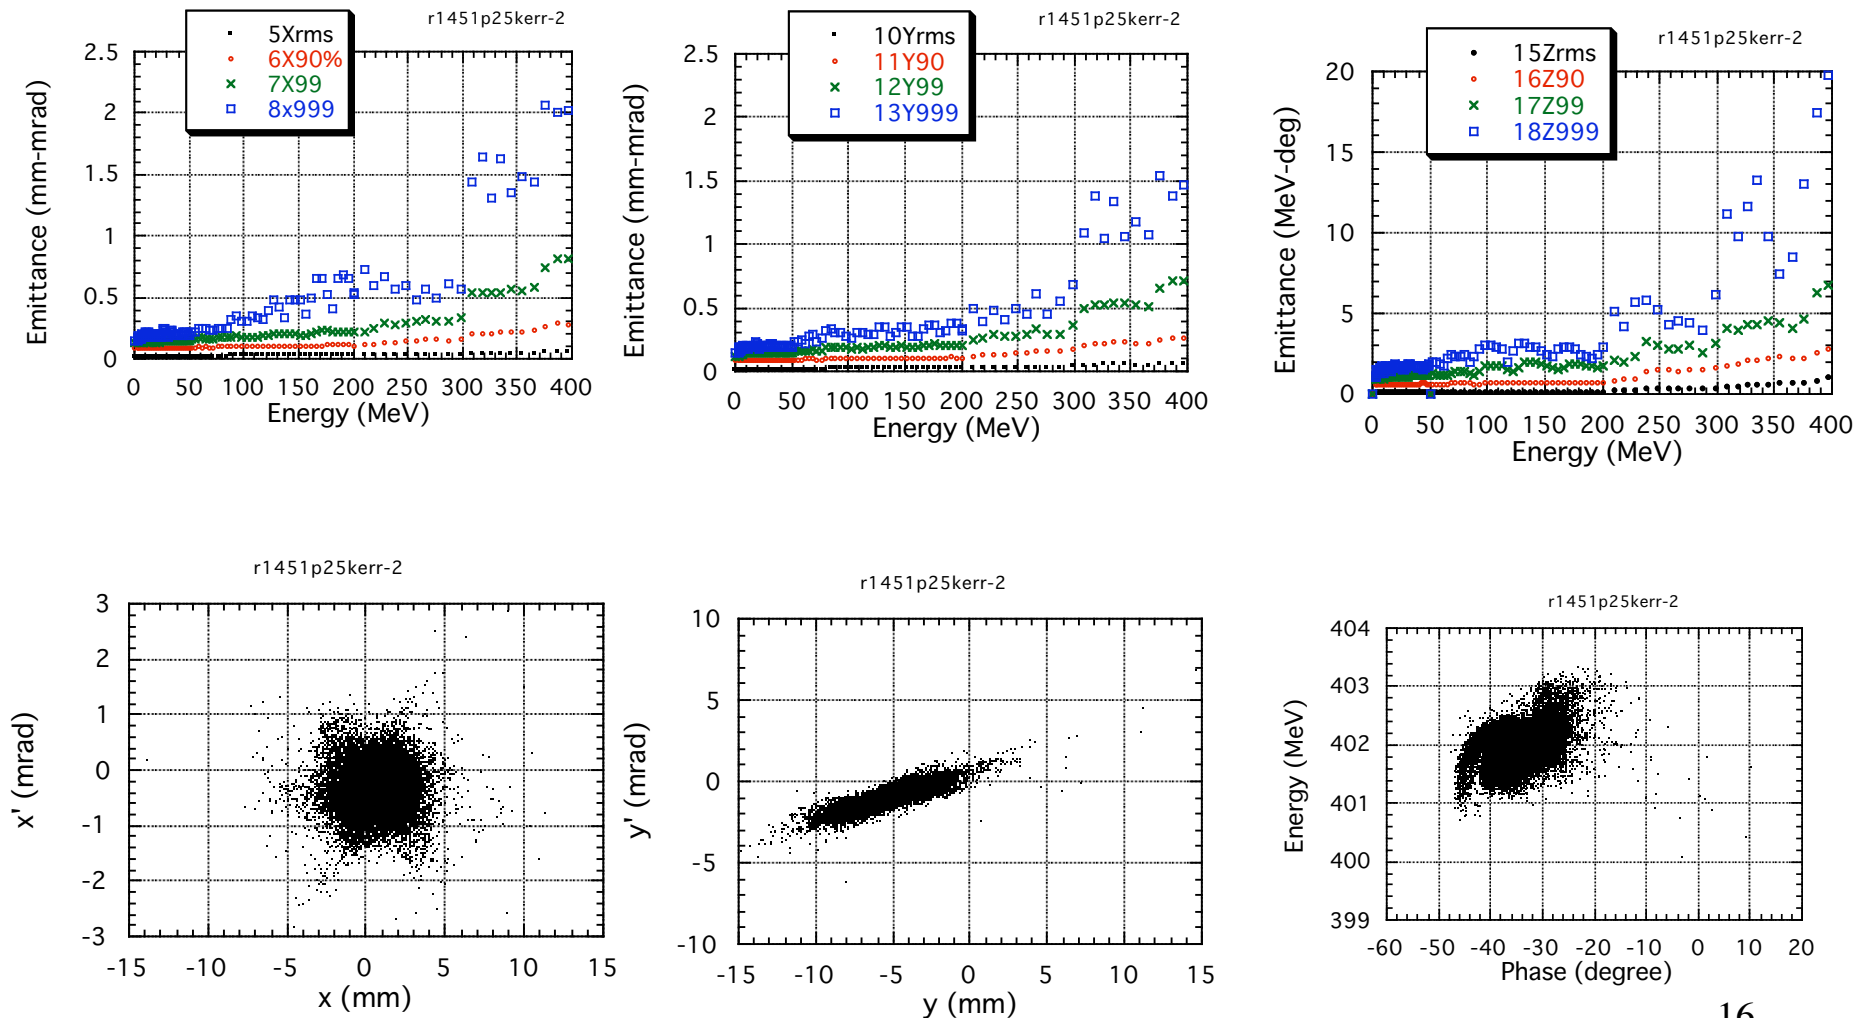 r1451p25kerr-2
5Xrms
6X90%
7X99
8x999
Emittance (mm-mrad)
2.5
2
1.5
1
0.5
0
0 50 100 150 200 250 300 350 400
Energy (MeV)
r1451p25kerr-2
10Yrms
11Y90
12Y99
13Y999
Emittance (mm-mrad)
2.5
2
1.5
1
0.5
0
0 50 100 150 200 250 300 350 400
Energy (MeV)
r1451p25kerr-2
15Zrms
16Z90
17Z99
18Z999
Emittance (MeV-deg)
20
15
10
5
0
0 50 100 150 200 250 300 350 400
Energy (MeV)
r1451p25kerr-2
x' (mrad)
3
2
1
0
-1
-2
-3
-15 -10 -5 0 5 10 15
x (mm)
r1451p25kerr-2
y' (mrad)
10
5
0
-5
-10
-15 -10 -5 0 5 10 15
y (mm)
r1451p25kerr-2
Energy (MeV)
404
403
402
401
400
399
-60 -50 -40 -30 -20 -10 0 10 20
Phase (degree)
16